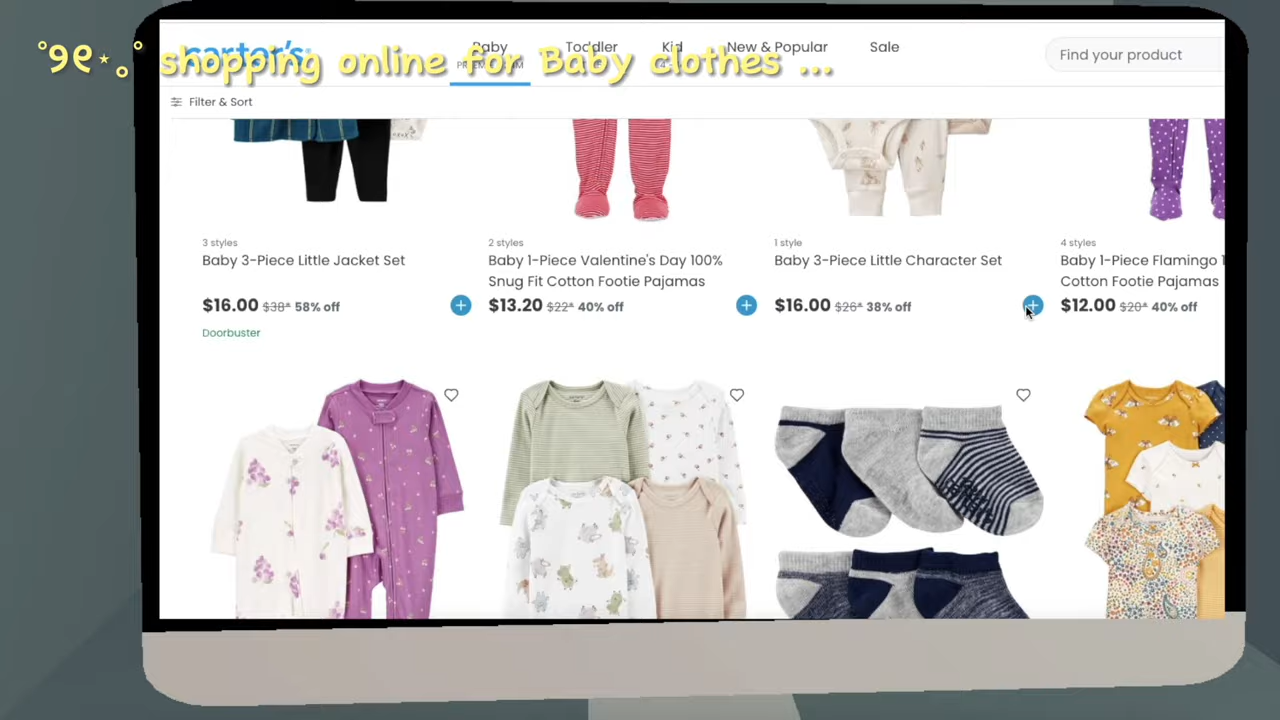 °୨୧⋆｡° shopping online for Baby clothes ...
carter's
Baby
Toddler
Kid
New & Popular
Sale
Find your product
Filter & Sort
3 styles
Baby 3-Piece Little Jacket Set
$16.00 $38* 58% off
Doorbuster
2 styles
Baby 1-Piece Valentine's Day 100%
Snug Fit Cotton Footie Pajamas
$13.20 $22* 40% off
1 style
Baby 3-Piece Little Character Set
$16.00 $26* 38% off
4 styles
Baby 1-Piece Flamingo 1
Cotton Footie Pajamas
$12.00 $20* 40% off